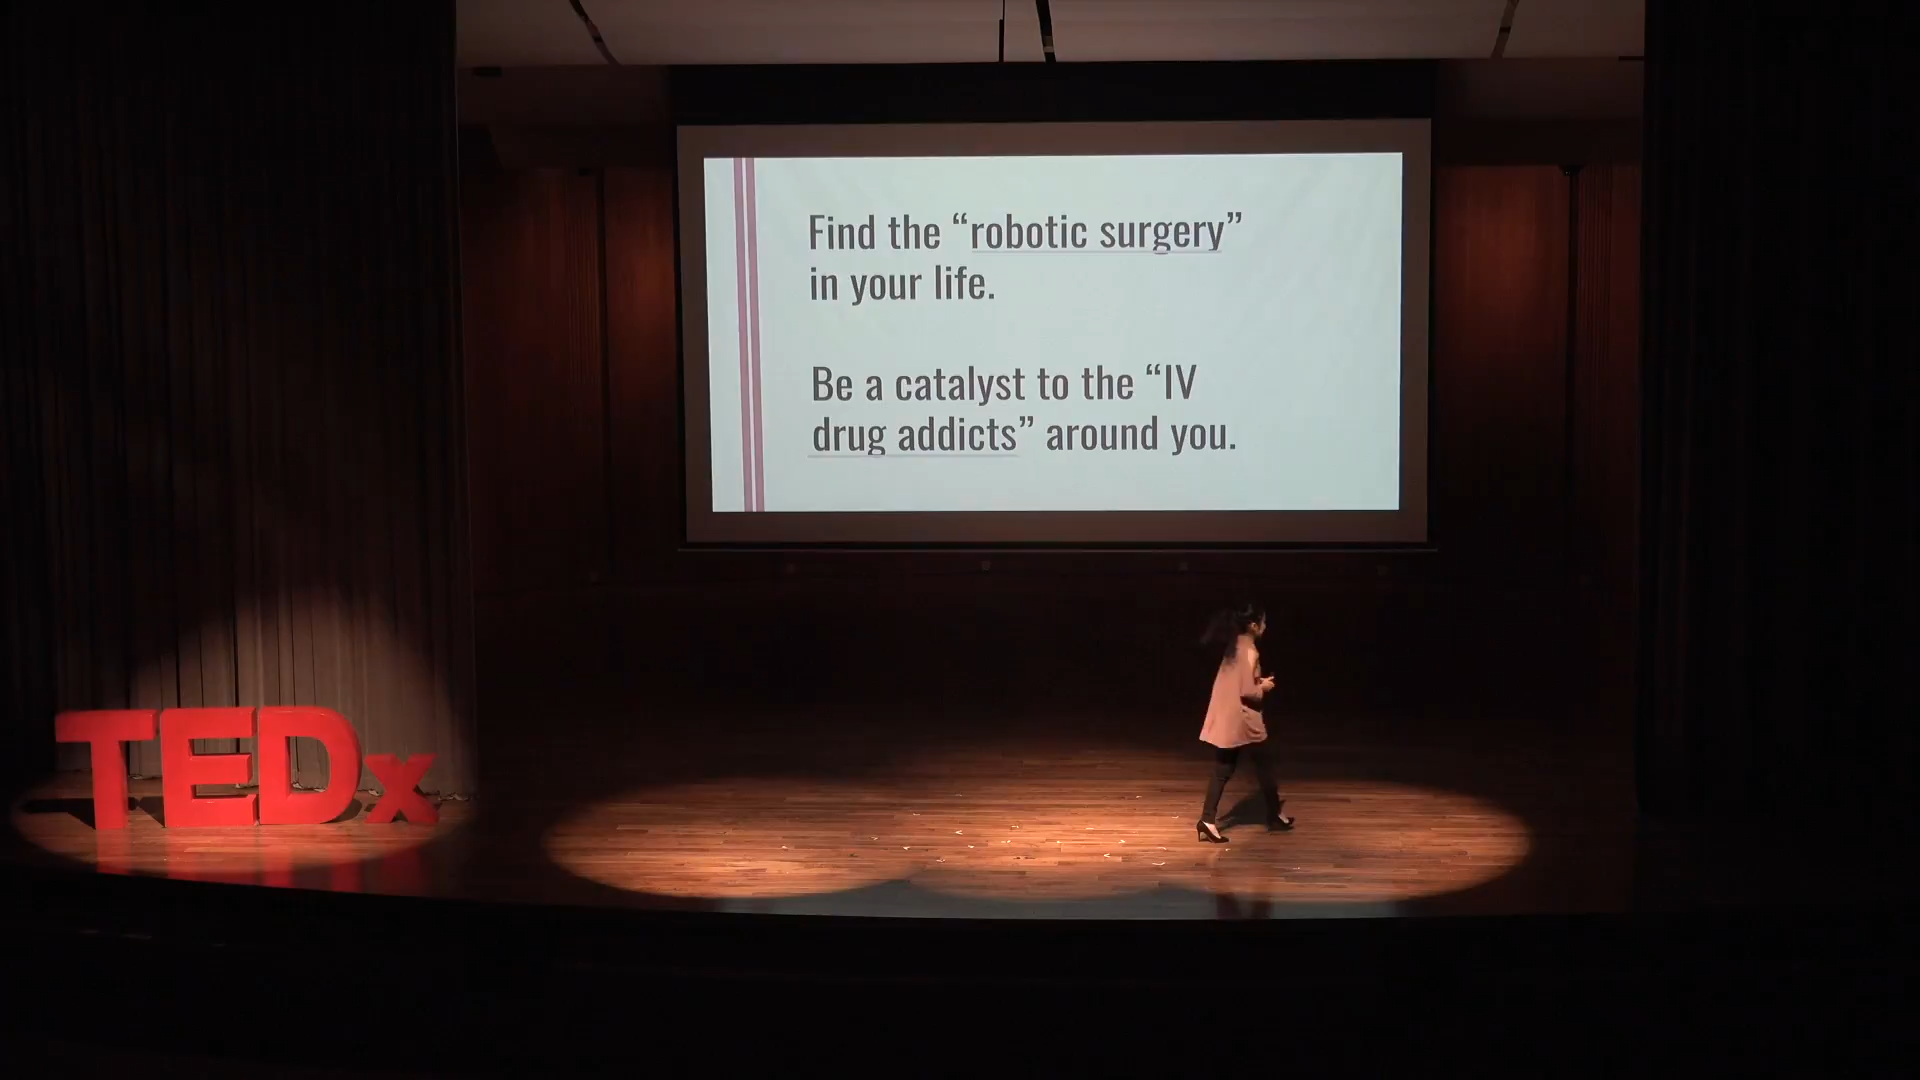 Find the “robotic surgery”
in your life.
Be a catalyst to the “IV
drug addicts” around you.
TEDx